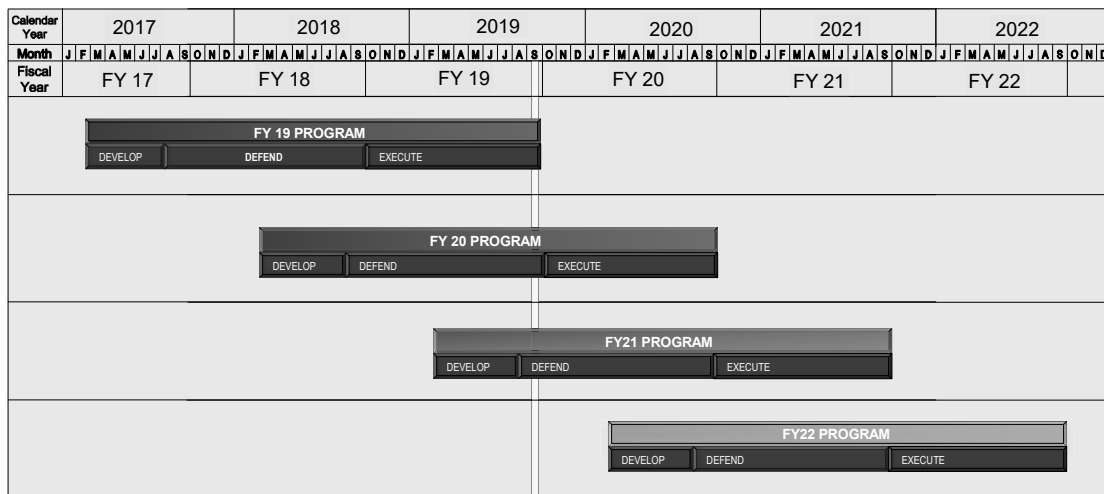 Calendar Year 2017 2018 2019 2020 2021 2022
Month J F M A M J J A S O N D J F M A M J J A S O N D J F M A M J J A S O N D J F M A M J J A S O N D J F M A M J J A S O N D J F M A M J J A S O N D
Fiscal Year FY 17 FY 18 FY 19 FY 20 FY 21 FY 22
FY 19 PROGRAM
DEVELOP DEFEND EXECUTE
FY 20 PROGRAM
DEVELOP DEFEND EXECUTE
FY21 PROGRAM
DEVELOP DEFEND EXECUTE
FY22 PROGRAM
DEVELOP DEFEND EXECUTE